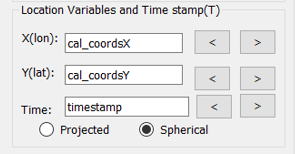 Location Variables and Time stamp(T)
X(lon): cal_coordsX < >
Y(lat): cal_coordsY < >
Time: timestamp < >
Projected Spherical